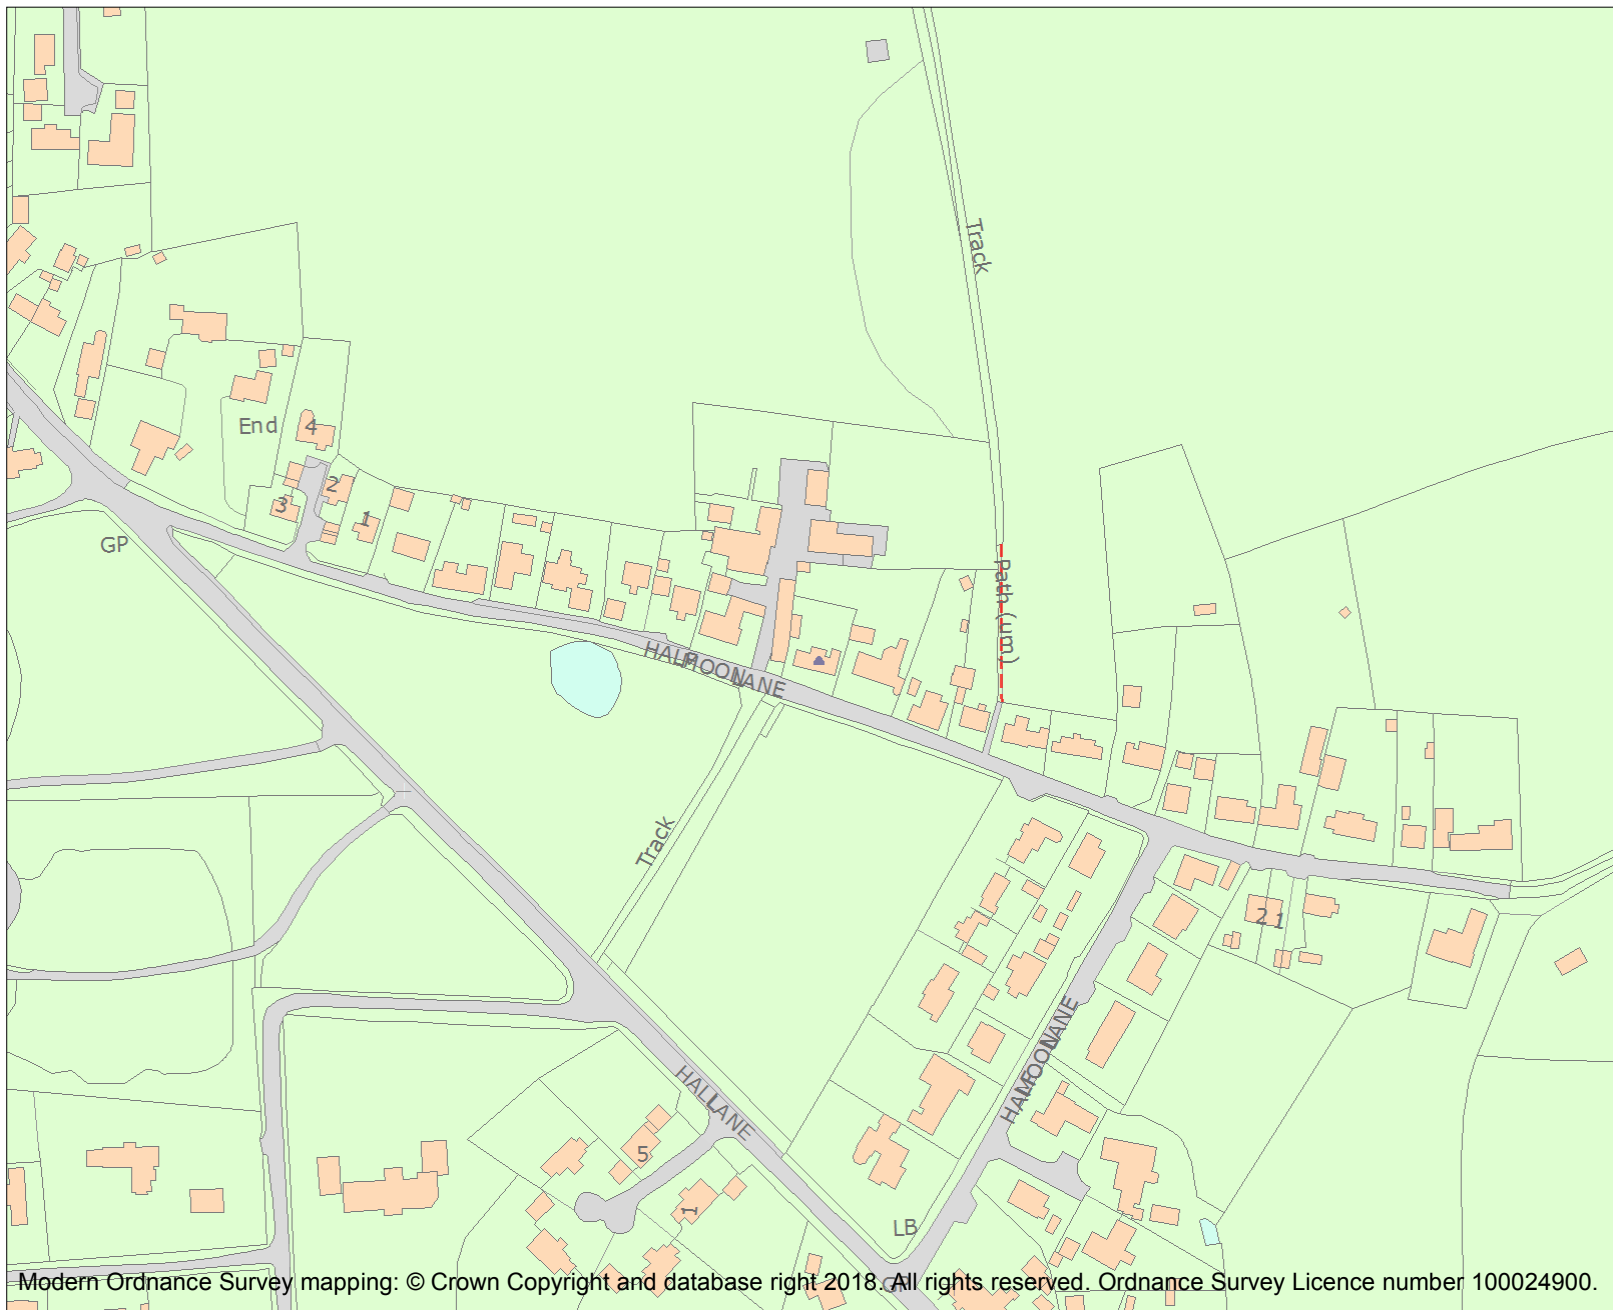 Track
End
4
2
3
1
GP
Path (um)
HALF MOON LANE
Track
2 1
HALF MOON LANE
HALL LANE
5
1
LB
Modern Ordnance Survey mapping: © Crown Copyright and database right 2018. All rights reserved. Ordnance Survey Licence number 100024900.